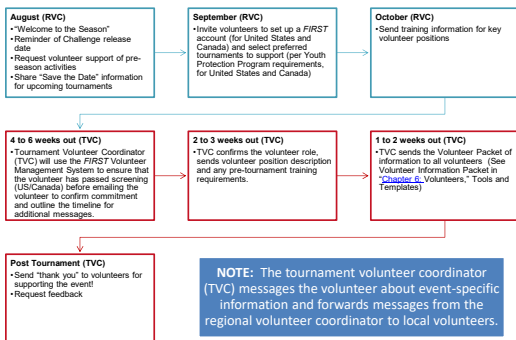 August (RVC)
• "Welcome to the Season"
• Reminder of Challenge release
date
• Request volunteer support of pre-
season activities
• Share "Save the Date" information
for upcoming tournaments
September (RVC)
• Invite volunteers to set up a FIRST
account (for United States and
Canada) and select preferred
tournaments to support (per Youth
Protection Program requirements,
for United States and Canada)
October (RVC)
• Send training information for key
volunteer positions
4 to 6 weeks out (TVC)
• Tournament Volunteer Coordinator
(TVC) will use the FIRST Volunteer
Management System to ensure that
the volunteer has passed screening
(US/Canada) before emailing the
volunteer to confirm commitment
and outline the timeline for
additional messages.
2 to 3 weeks out (TVC)
• TVC confirms the volunteer role,
sends volunteer position description
and any pre-tournament training
requirements.
1 to 2 weeks out (TVC)
• TVC sends the Volunteer Packet of
information to all volunteers (See
Volunteer Information Packet in
"Chapter 6: Volunteers," Tools and
Templates)
Post Tournament (TVC)
• Send "thank you" to volunteers for
supporting the event!
• Request feedback
NOTE: The tournament volunteer coordinator
(TVC) messages the volunteer about event-specific
information and forwards messages from the
regional volunteer coordinator to local volunteers.